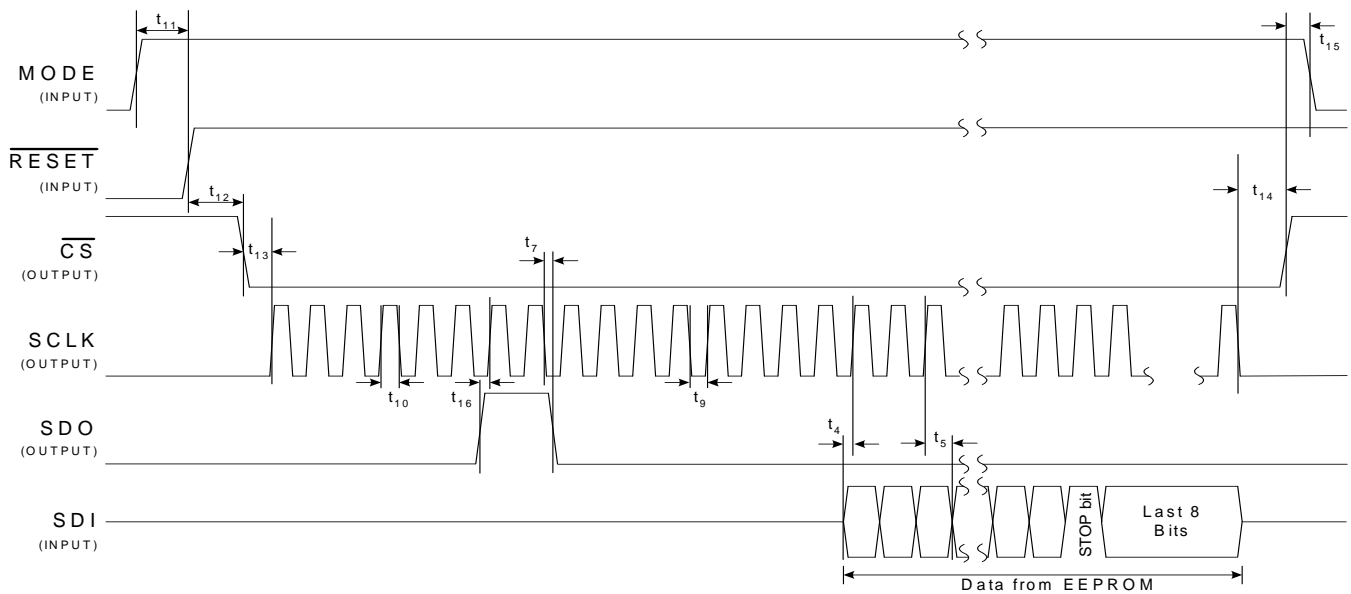 t11
t15
MODE
(INPUT)
RESET
(INPUT)
t12
t14
CS
(OUTPUT)
t13
t7
SCLK
(OUTPUT)
t10
t16
t9
SDO
(OUTPUT)
t4
t5
SDI
(INPUT)
STOP bit
Last 8
Bits
Data from EEPROM